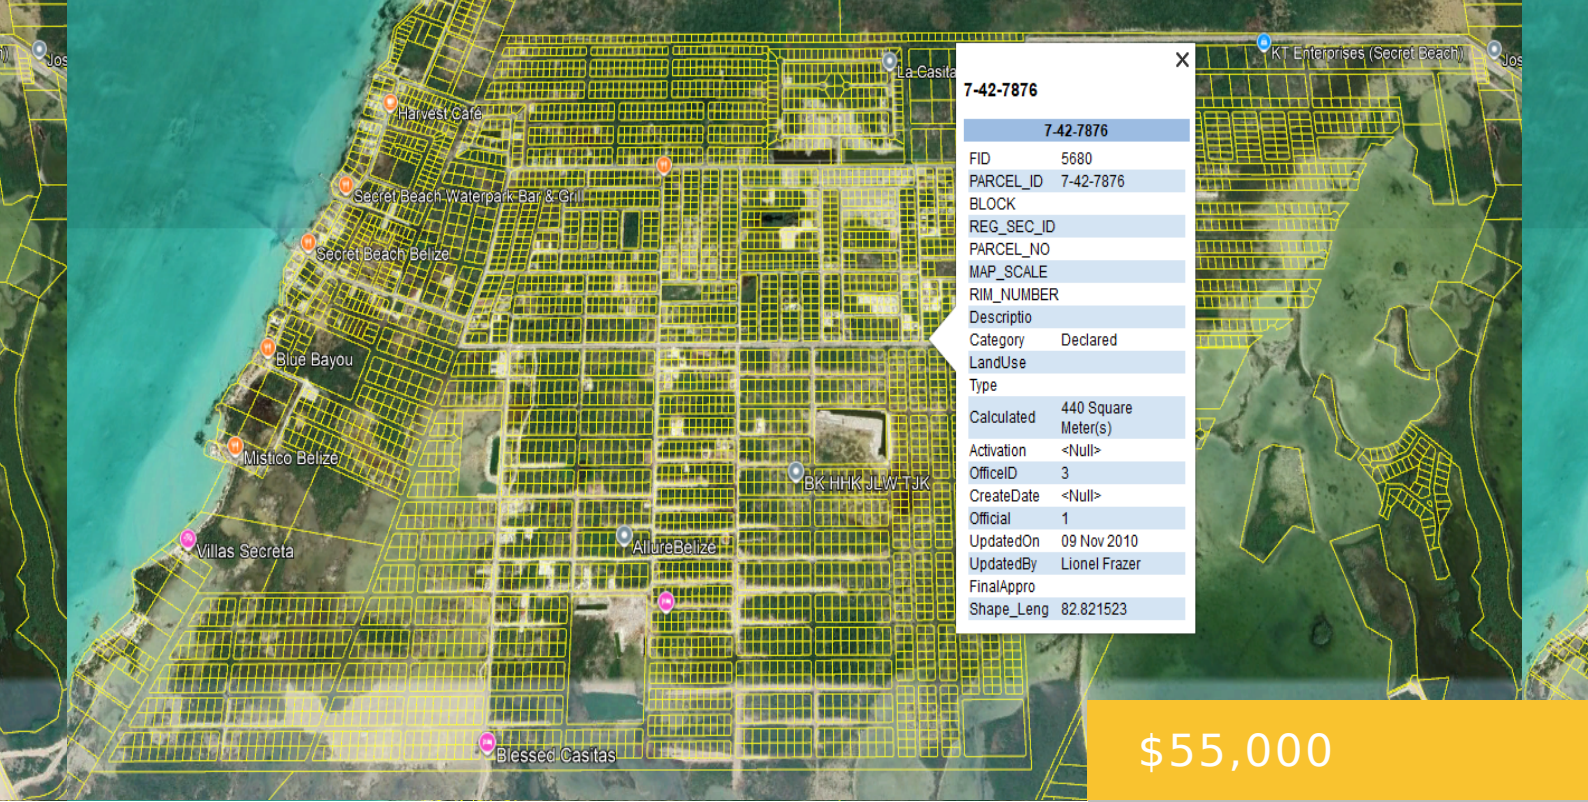 Jos
KT Enterprises (Secret Beach)
Jos
La Casita
Harvest Café
Secret Beach Waterpark Bar & Grill
Secret Beach Belize
Blue Bayou
Mistico Belize
BK HHK JLW TJK
Villas Secreta
AllureBelize
Blessed Casitas
7-42-7876
7-42-7876
FID 5680
PARCEL_ID 7-42-7876
BLOCK
REG_SEC_ID
PARCEL_NO
MAP_SCALE
RIM_NUMBER
Descriptio
Category Declared
LandUse
Type
Calculated 440 Square
Meter(s)
Activation <Null>
OfficeID 3
CreateDate <Null>
Official 1
UpdatedOn 09 Nov 2010
UpdatedBy Lionel Frazer
FinalAppro
Shape_Leng 82.821523
$55,000